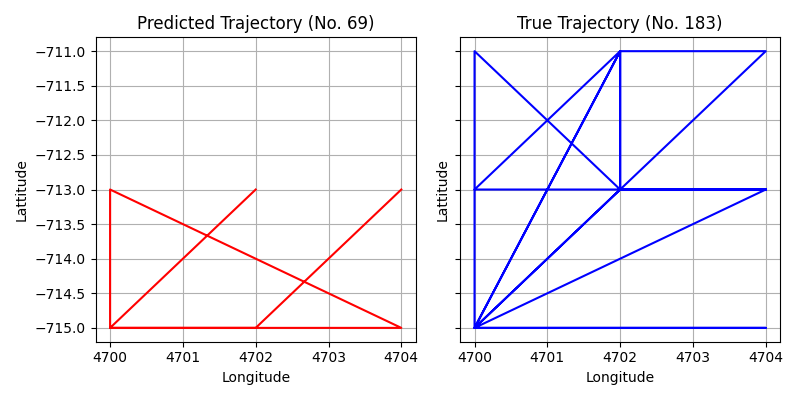 Predicted Trajectory (No. 69)
True Trajectory (No. 183)
Lattitude
−711.0
−711.5
−712.0
−712.5
−713.0
−713.5
−714.0
−714.5
−715.0
4700 4701 4702 4703 4704
Longitude
Lattitude
4700 4701 4702 4703 4704
Longitude